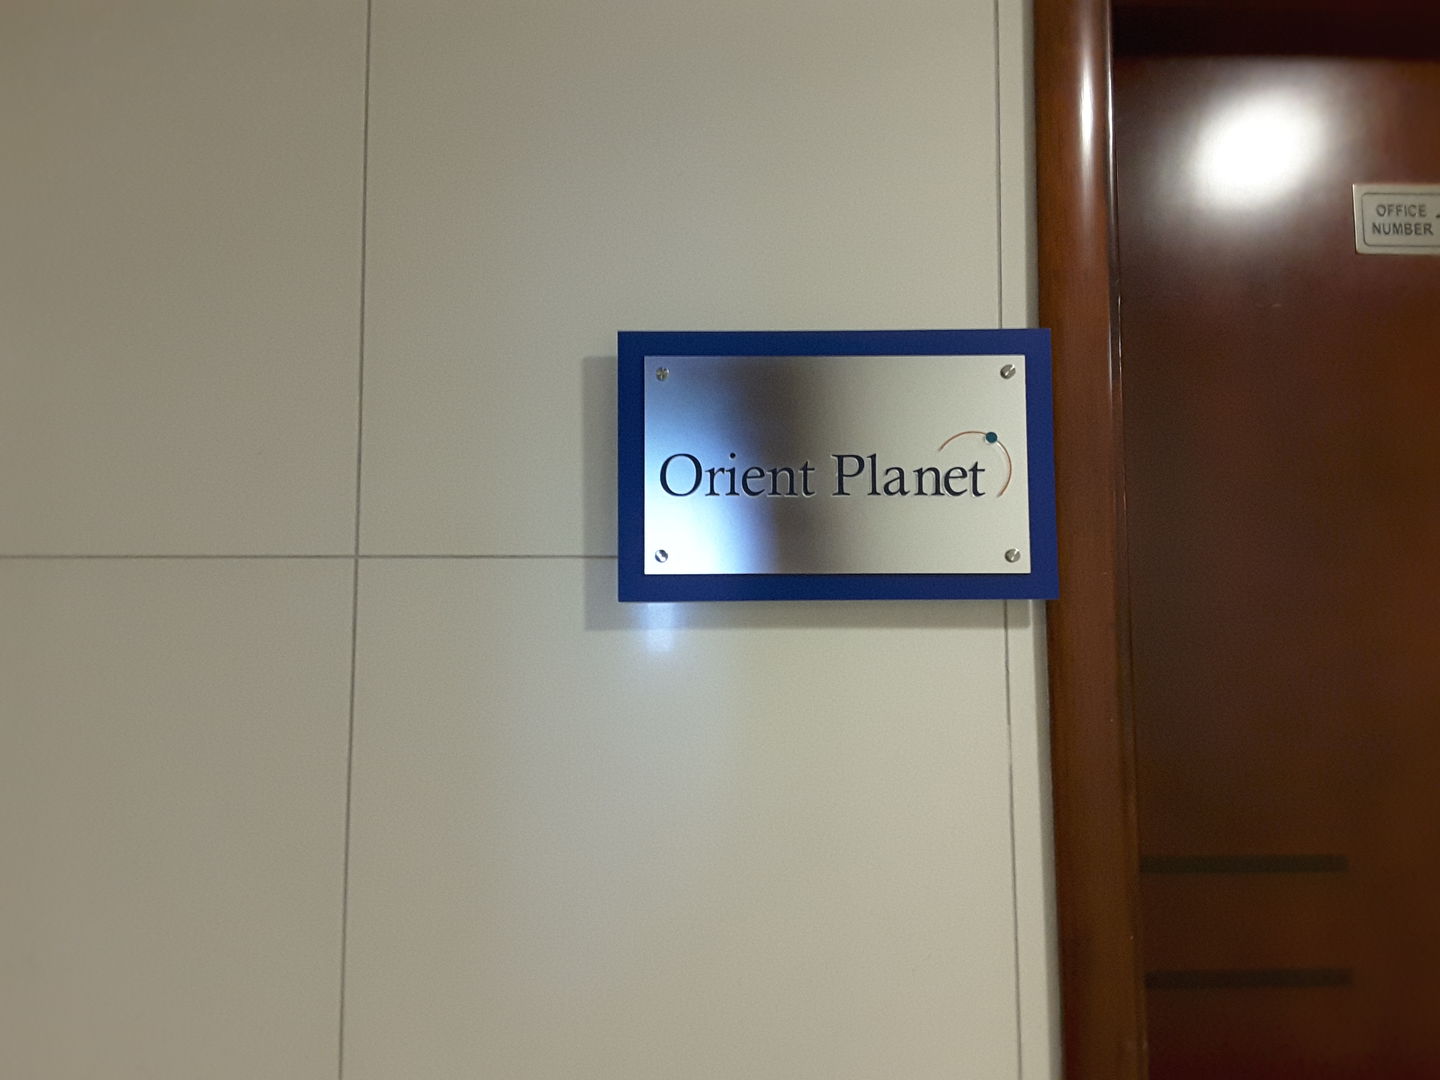 Orient Planet
OFFICE
NUMBER